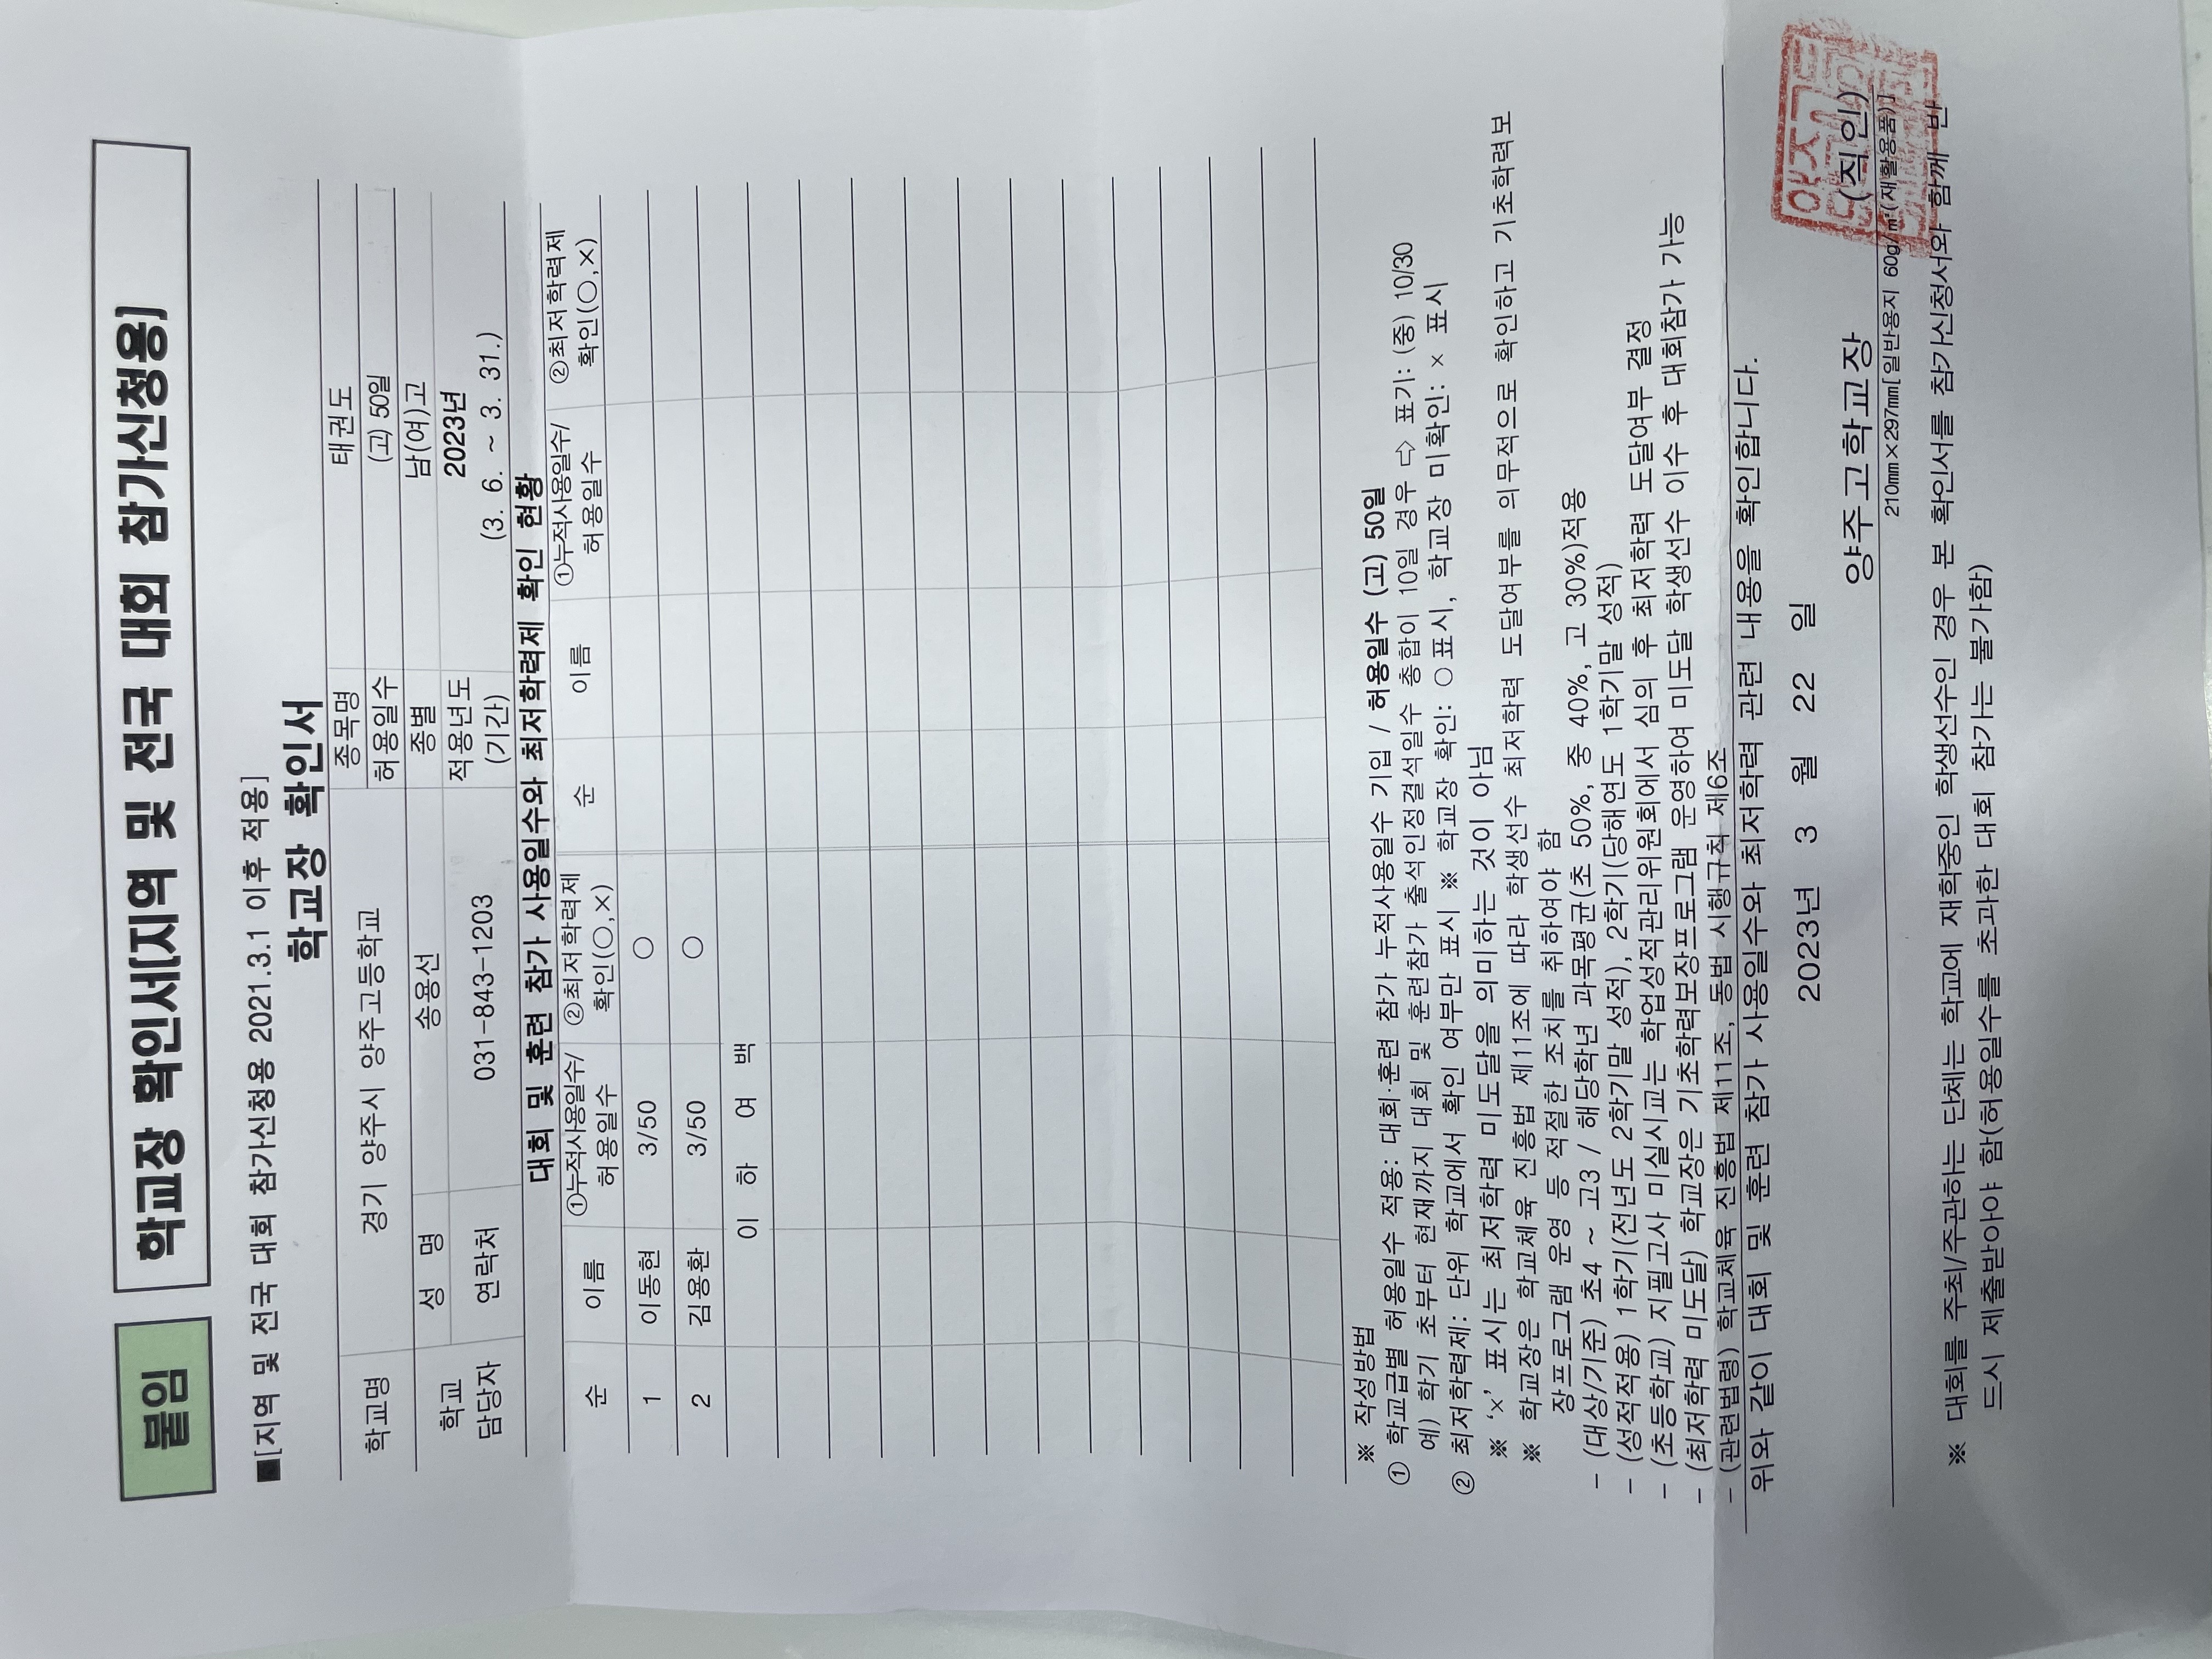 붙임 학교장 확인서[지역 및 전국 대회 참가신청용]
■[지역 및 전국 대회 참가신청용 2021.3.1 이후 적용]
학교장 확인서
학교명 경기 양주시 양주고등학교 종목명 태권도
허용일수 (고) 50일
학교 담당자 성 명 송용선 종별 남(여)고
연락처 031-843-1203 적용년도 (기간) 2023년 (3. 6. ~ 3. 31.)
대회 및 훈련 참가 사용일수와 최저학력제 확인 현황
순 이름 ①누적사용일수/허용일수 ②최저학력제 확인(○,×) 순 이름 ①누적사용일수/허용일수 ②최저학력제 확인(○,×)
1 이동현 3/50 ○
2 김용환 3/50 ○
이 하 여 백
※ 작성방법
① 학교급별 허용일수 적용: 대회·훈련 참가 누적사용일수 기입 / 허용일수 (고) 50일
예) 학기 초부터 현재까지 대회 및 훈련참가 출석인정결석일수 총합이 10일 경우 ⇨ 표기: (중) 10/30
② 최저학력제: 단위 학교에서 확인 여부만 표시 ※ 학교장 확인: ○표시, 학교장 미확인: × 표시
※ ‘×’ 표시는 최저학력 미도달을 의미하는 것이 아님
※ 학교장은 학교체육 진흥법 제11조에 따라 학생선수 최저학력 도달여부를 의무적으로 확인하고 기초학력보
장프로그램 운영 등 적절한 조치를 취하여야 함
- (대상/기준) 초4 ~ 고3 / 해당학년 과목평균(초 50%, 중 40%, 고 30%)적용
- (성적적용) 1학기(전년도 2학기말 성적), 2학기(당해연도 1학기말 성적)
- (초등학교) 지필고사 미실시교는 학업성적관리위원회에서 심의 후 최저학력 도달여부 결정
- (최저학력 미도달) 학교장은 기초학력보장프로그램 운영하여 미도달 학생선수 이수 후 대회참가 가능
- (관련법령) 학교체육 진흥법 제11조, 동법 시행규칙 제6조
위와 같이 대회 및 훈련 참가 사용일수와 최저학력 관련 내용을 확인합니다.
2023년 3 월 22 일
양주고학교장 (직인)
210mm×297mm[일반용지 60g/㎡(재활용품)]
※ 대회를 주최/주관하는 단체는 학교에 재학중인 학생선수인 경우 본 확인서를 참가신청서와 함께 반
드시 제출받아야 함(허용일수를 초과한 대회 참가는 불가함)